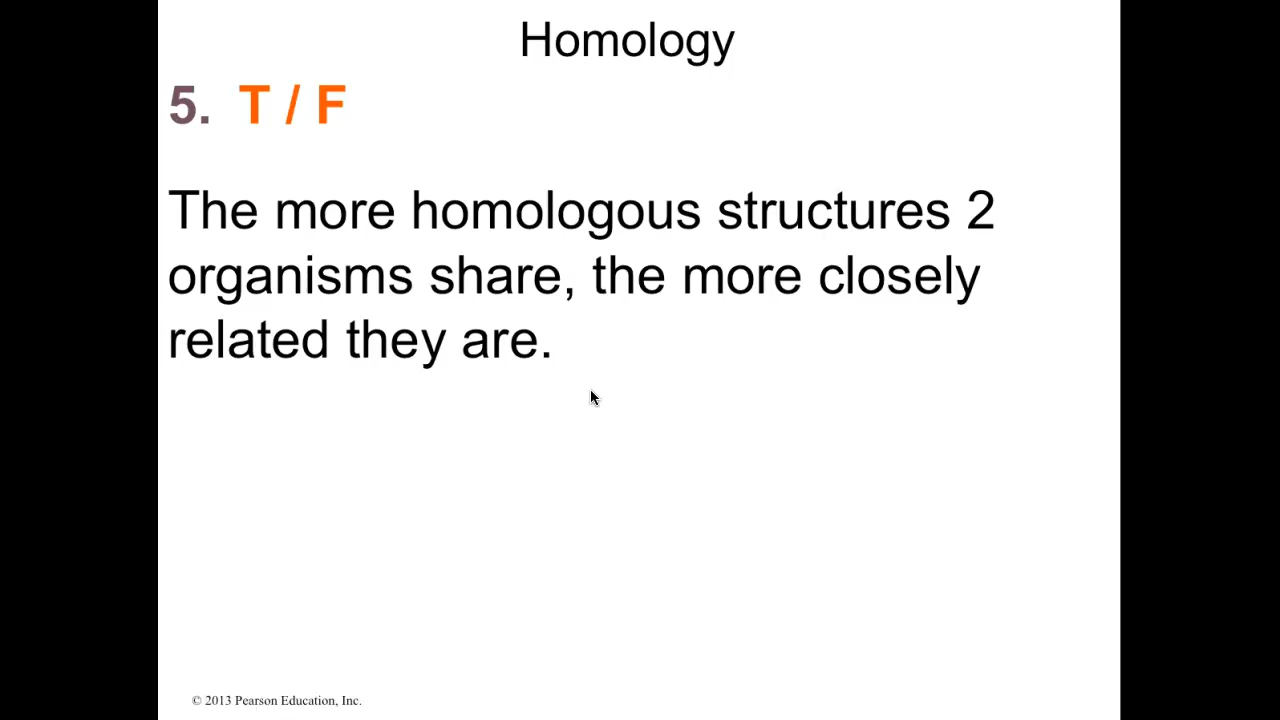 Homology
5. T / F
The more homologous structures 2
organisms share, the more closely
related they are.
© 2013 Pearson Education, Inc.